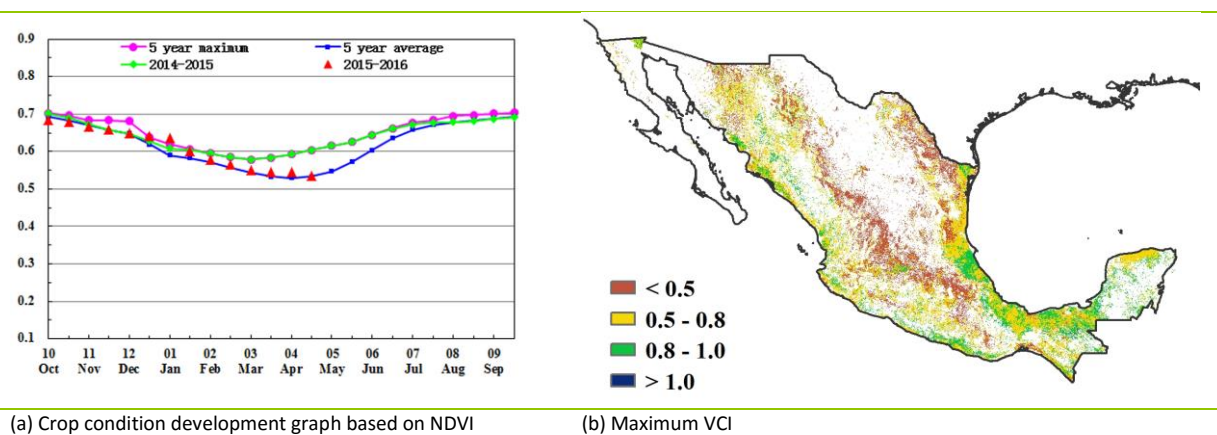 0.9
0.8
0.7
0.6
0.5
0.4
0.3
0.2
0.1
5 year maximum
5 year average
2014-2015
2015-2016
10 11 12 01 02 03 04 05 06 07 08 09
Oct Nov Dec Jan Feb Mar Apr May Jun Jul Aug Sep
< 0.5
0.5 - 0.8
0.8 - 1.0
> 1.0
(a) Crop condition development graph based on NDVI
(b) Maximum VCI